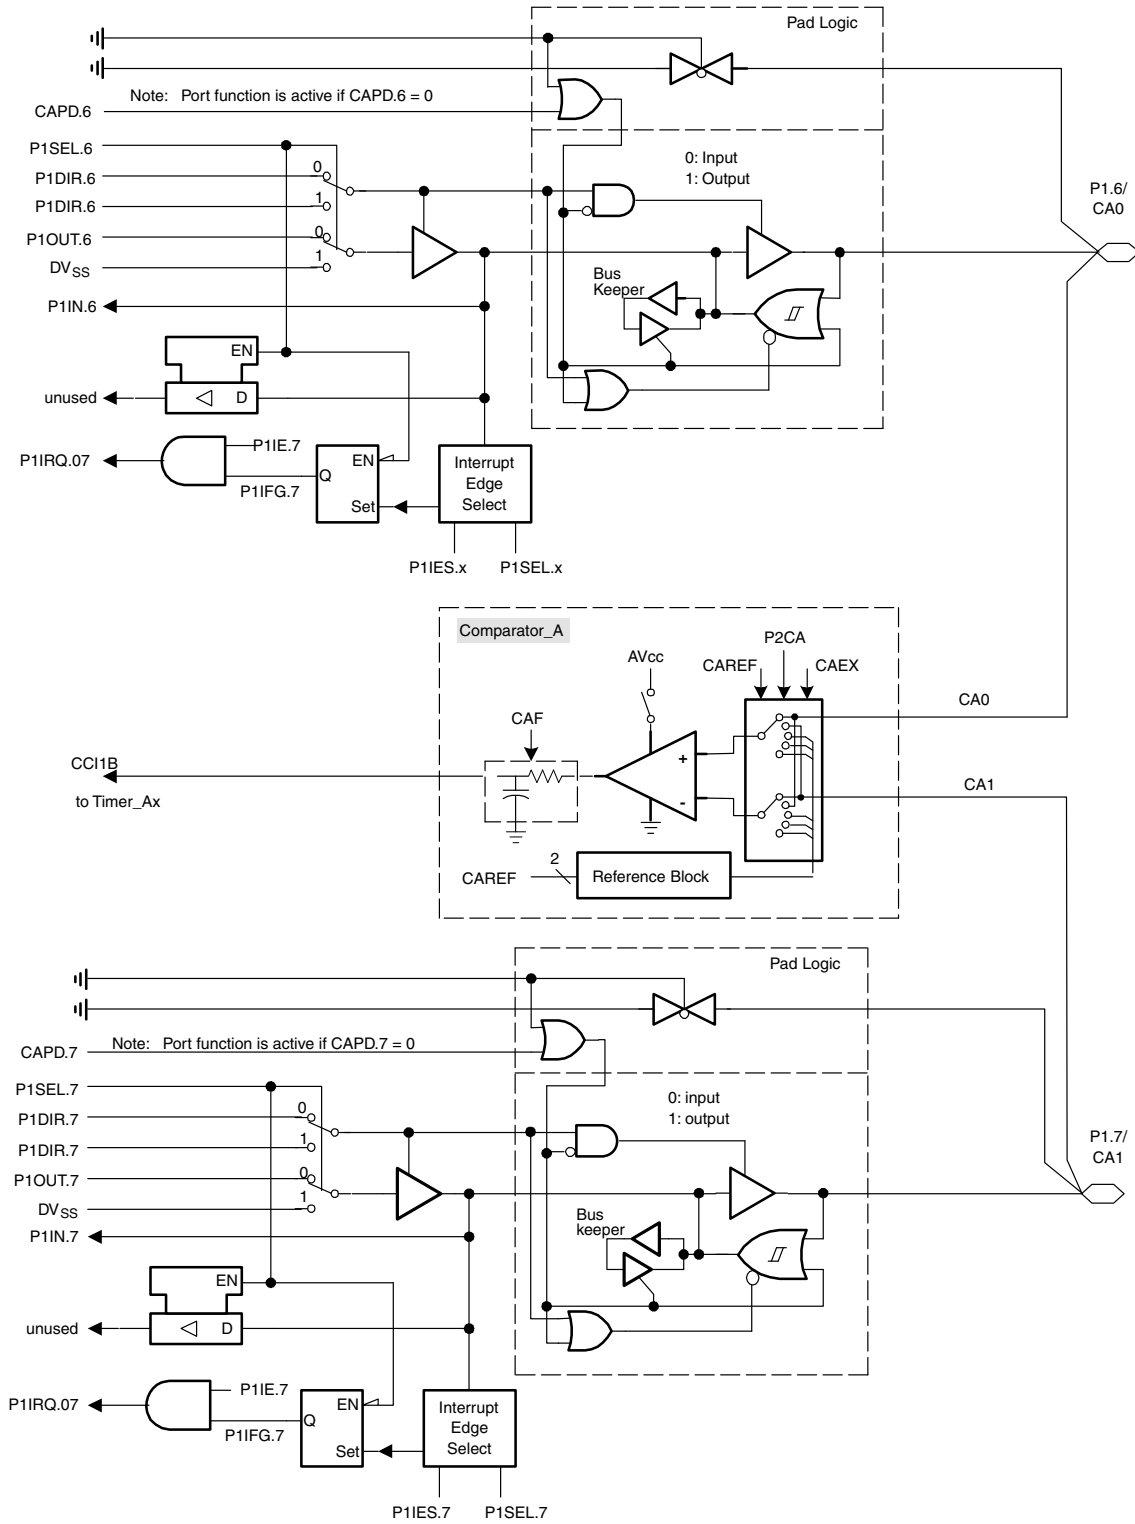 Pad Logic
Note: Port function is active if CAPD.6 = 0
CAPD.6
P1SEL.6
0: Input
1: Output
0
P1DIR.6
1
P1DIR.6
P1.6/
CA0
0
P1OUT.6
1
DVSS
Bus
Keeper
P1IN.6
EN
unused
D
P1IE.7
P1IRQ.07
EN
Q
P1IFG.7
Set
Interrupt
Edge
Select
P1IES.x
P1SEL.x
Comparator_A
P2CA
AVcc
CAREF
CAEX
CA0
CAF
+
CCI1B
to Timer_Ax
CA1
-
2
CAREF
Reference Block
Pad Logic
Note: Port function is active if CAPD.7 = 0
CAPD.7
P1SEL.7
0: input
1: output
0
P1DIR.7
1
P1DIR.7
P1.7/
CA1
0
P1OUT.7
1
DVSS
Bus
keeper
P1IN.7
EN
unused
D
P1IE.7
P1IRQ.07
EN
Q
P1IFG.7
Set
Interrupt
Edge
Select
P1IES.7
P1SEL.7